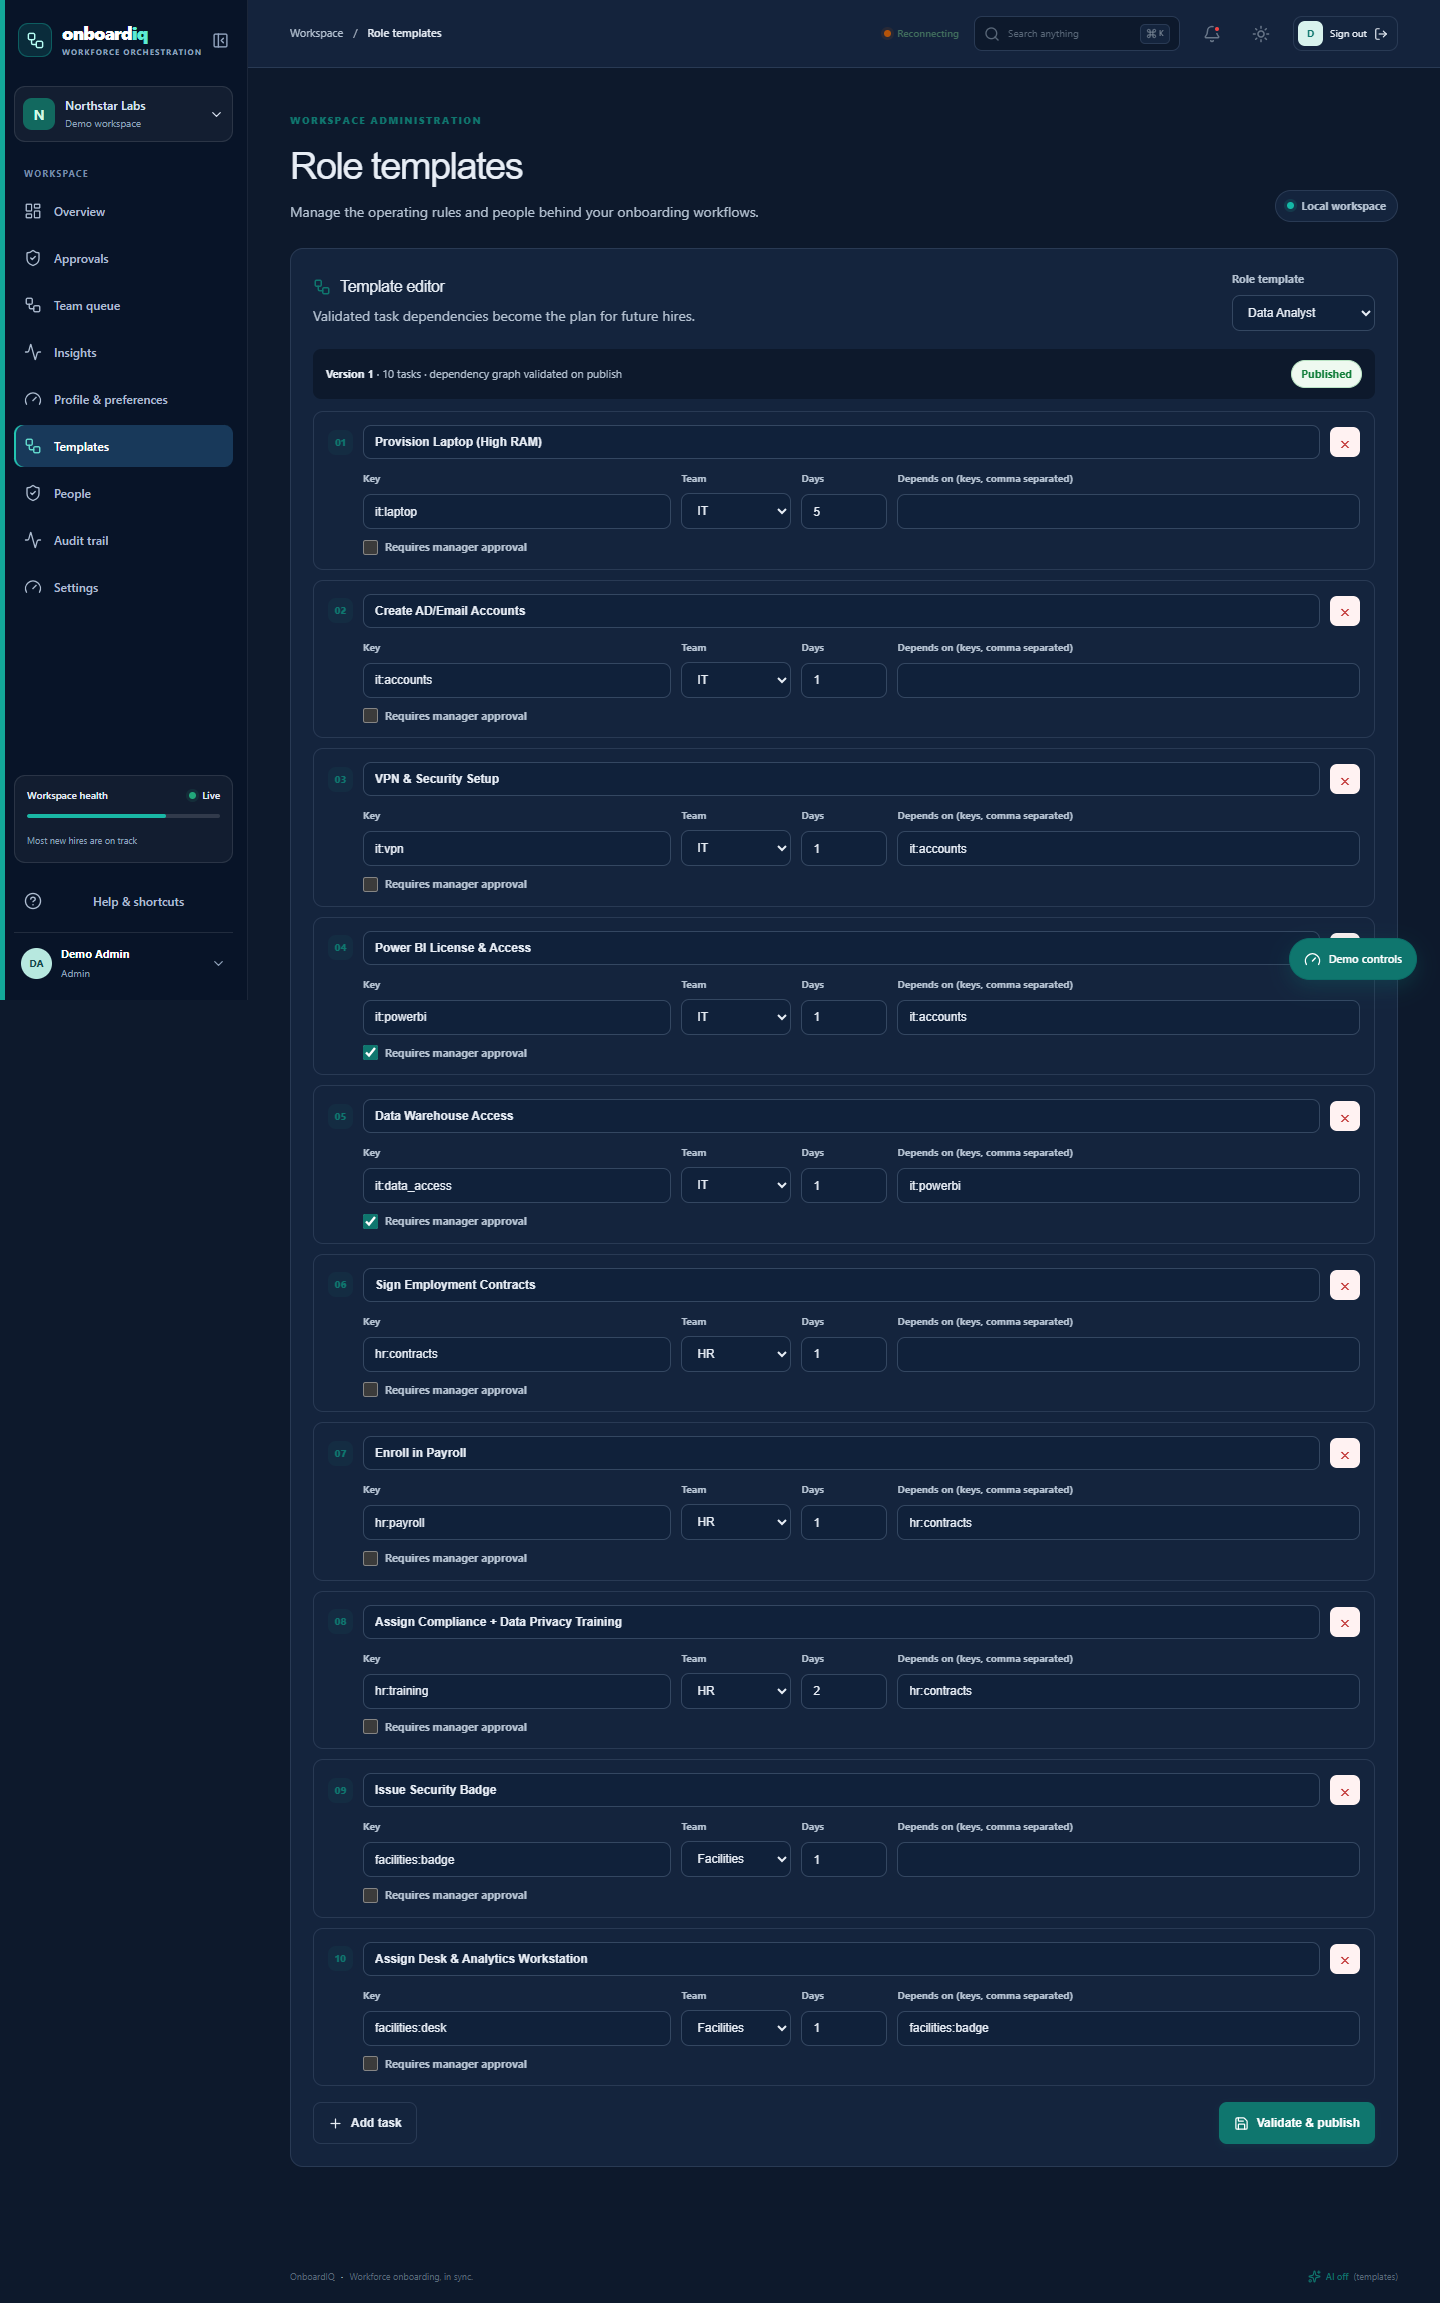 onboardiq
WORKFORCE ORCHESTRATION
N
Northstar Labs
Demo workspace
WORKSPACE
Overview
Approvals
Team queue
Insights
Profile & preferences
Templates
People
Audit trail
Settings
Workspace health
Live
Most new hires are on track
Help & shortcuts
DA
Demo Admin
Admin
Workspace / Role templates
Reconnecting
Search anything
⌘ K
D
Sign out
WORKSPACE ADMINISTRATION
Role templates
Manage the operating rules and people behind your onboarding workflows.
Local workspace
Template editor
Validated task dependencies become the plan for future hires.
Role template
Data Analyst
Version 1 · 10 tasks · dependency graph validated on publish
Published
01
Provision Laptop (High RAM)
Key Team Days Depends on (keys, comma separated)
it:laptop IT 5
Requires manager approval
02
Create AD/Email Accounts
Key Team Days Depends on (keys, comma separated)
it:accounts IT 1
Requires manager approval
03
VPN & Security Setup
Key Team Days Depends on (keys, comma separated)
it:vpn IT 1 it:accounts
Requires manager approval
04
Power BI License & Access
Demo controls
Key Team Days Depends on (keys, comma separated)
it:powerbi IT 1 it:accounts
Requires manager approval
05
Data Warehouse Access
Key Team Days Depends on (keys, comma separated)
it:data_access IT 1 it:powerbi
Requires manager approval
06
Sign Employment Contracts
Key Team Days Depends on (keys, comma separated)
hr:contracts HR 1
Requires manager approval
07
Enroll in Payroll
Key Team Days Depends on (keys, comma separated)
hr:payroll HR 1 hr:contracts
Requires manager approval
08
Assign Compliance + Data Privacy Training
Key Team Days Depends on (keys, comma separated)
hr:training HR 2 hr:contracts
Requires manager approval
09
Issue Security Badge
Key Team Days Depends on (keys, comma separated)
facilities:badge Facilities 1
Requires manager approval
10
Assign Desk & Analytics Workstation
Key Team Days Depends on (keys, comma separated)
facilities:desk Facilities 1 facilities:badge
Requires manager approval
Add task
Validate & publish
OnboardIQ · Workforce onboarding, in sync.
AI off (templates)